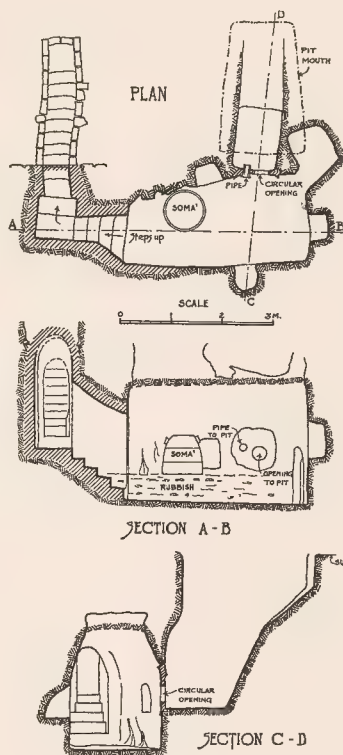 D
PIT
MOUTH
PLAN
PIPE
CIRCULAR
OPENING
SOMA'
A
B
Steps up
C
SCALE
0 1 2 3 M.
PIPE TO PIT
SOMA'
OPENING
TO PIT
RUBBISH
SECTION A-B
CIRCULAR
OPENING
SECTION C-D